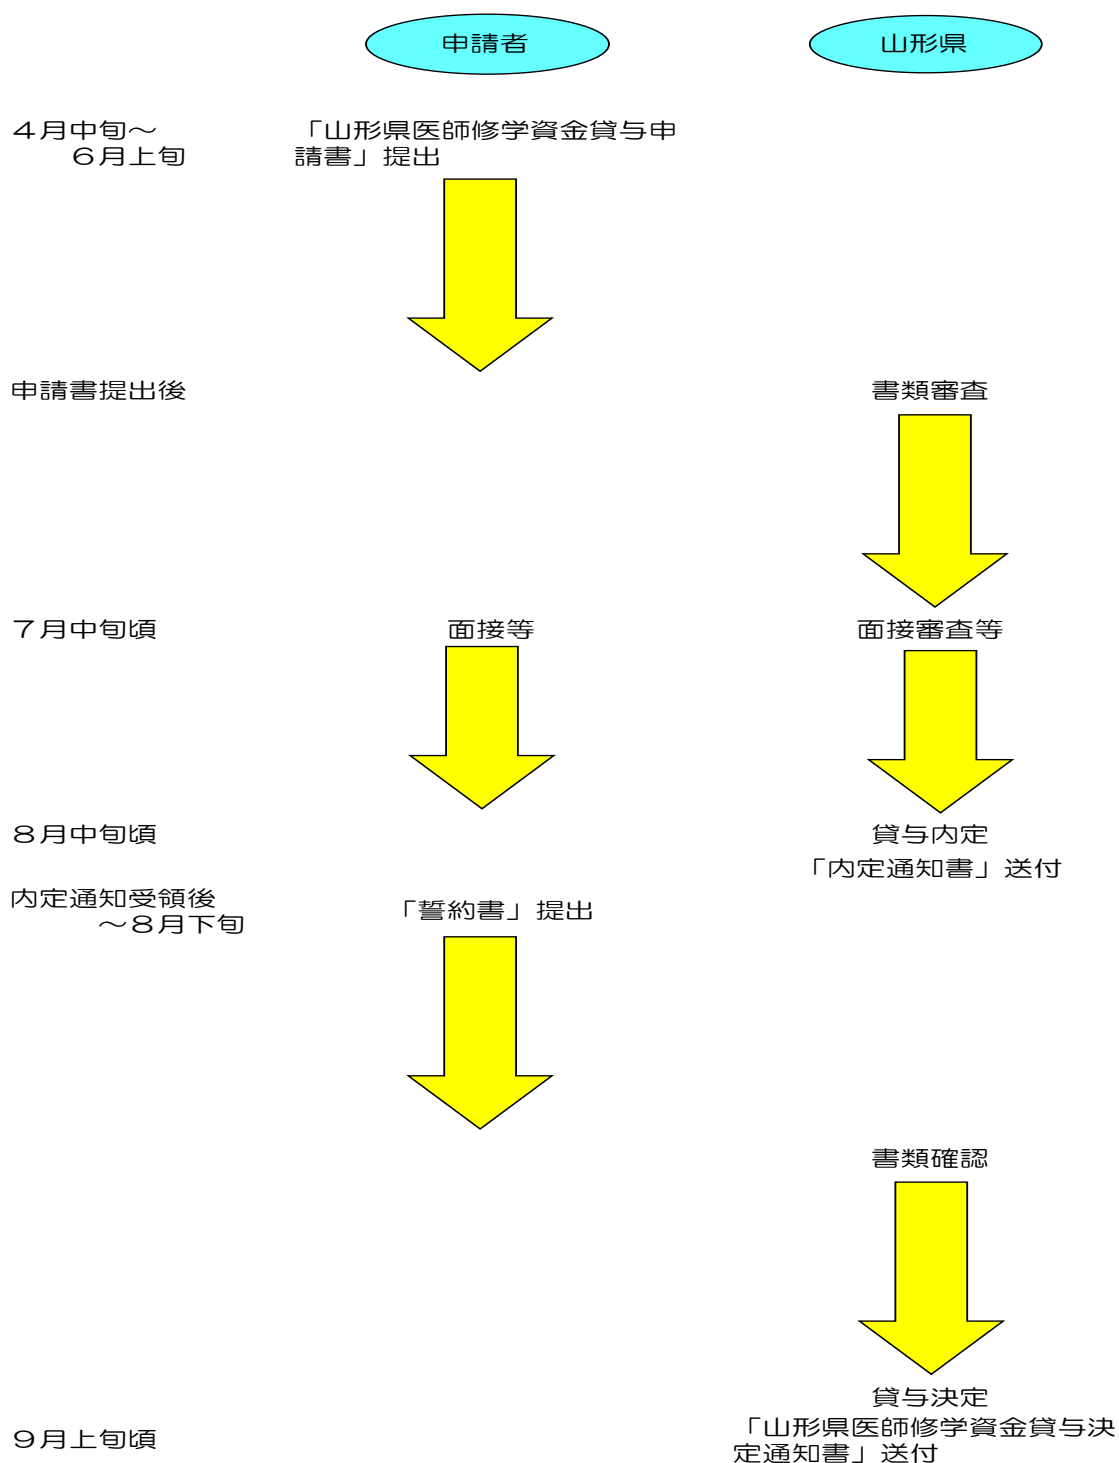 申請者
山形県
４月中旬～
６月上旬
「山形県医師修学資金貸与申
請書」提出
申請書提出後
書類審査
７月中旬頃
面接等
面接審査等
８月中旬頃
貸与内定
「内定通知書」送付
内定通知受領後
～８月下旬
「誓約書」提出
書類確認
貸与決定
９月上旬頃
「山形県医師修学資金貸与決
定通知書」送付